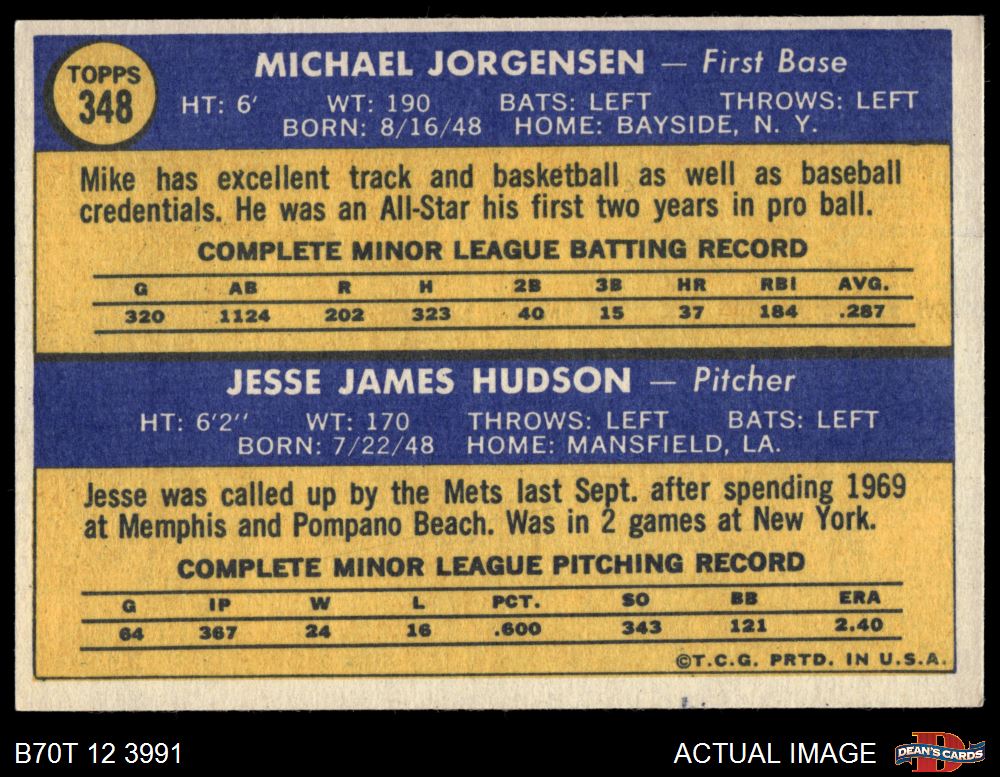 TOPPS
348
MICHAEL JORGENSEN — First Base
HT: 6' WT: 190 BATS: LEFT THROWS: LEFT
BORN: 8/16/48 HOME: BAYSIDE, N. Y.
Mike has excellent track and basketball as well as baseball
credentials. He was an All-Star his first two years in pro ball.
COMPLETE MINOR LEAGUE BATTING RECORD
G AB R H 2B 3B HR RBI AVG.
320 1124 202 323 40 15 37 184 .287
JESSE JAMES HUDSON — Pitcher
HT: 6'2'' WT: 170 THROWS: LEFT BATS: LEFT
BORN: 7/22/48 HOME: MANSFIELD, LA.
Jesse was called up by the Mets last Sept. after spending 1969
at Memphis and Pompano Beach. Was in 2 games at New York.
COMPLETE MINOR LEAGUE PITCHING RECORD
G IP W L PCT. SO BB ERA
64 367 24 16 .600 343 121 2.40
©T.C.G. PRTD. IN U.S.A.
B70T 12 3991 ACTUAL IMAGE DEAN'S CARDS